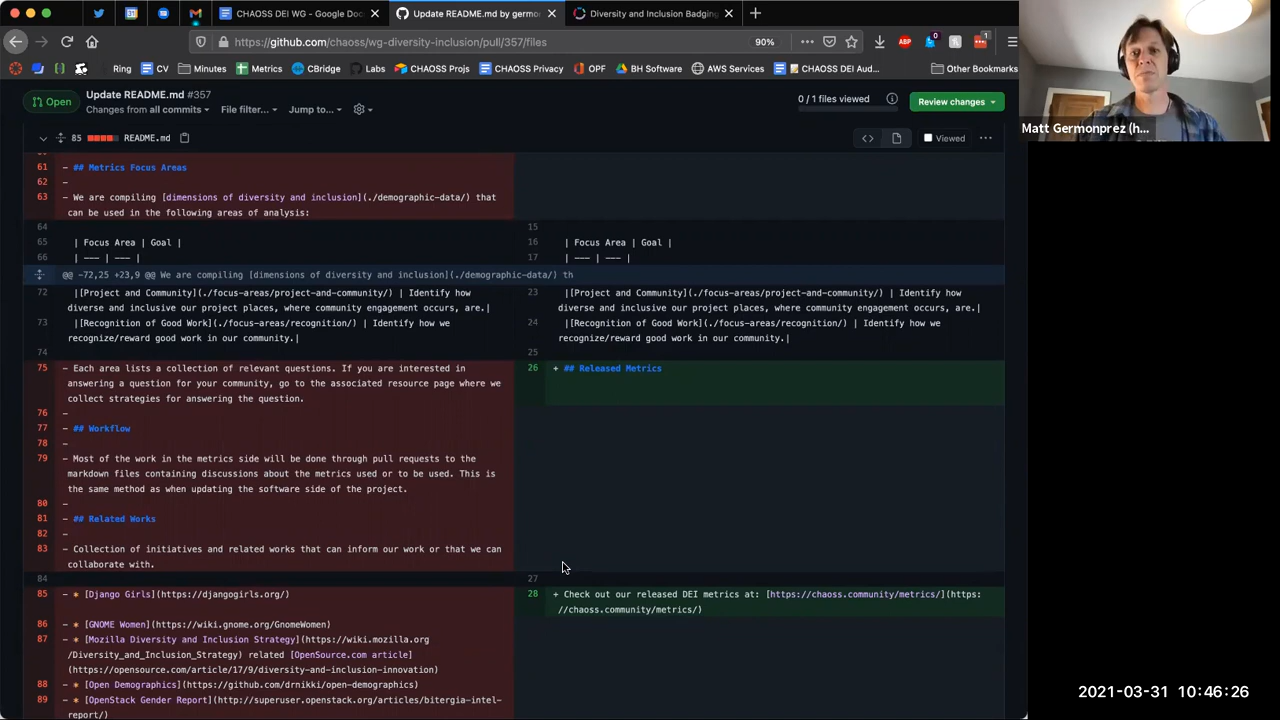 CHAOSS DEI WG - Google Doc
Update README.md by germo
Diversity and Inclusion Badging
https://github.com/chaoss/wg-diversity-inclusion/pull/357/files
90%
ABP
0
1
Ring
CV
Minutes
Metrics
CBridge
Labs
CHAOSS Projs
CHAOSS Privacy
OPF
BH Software
AWS Services
CHAOSS DEI Aud...
Other Bookmarks
Open
Update README.md #357
Changes from all commits
File filter...
Jump to...
0 / 1 files viewed
Review changes
85 README.md
Viewed
61 - ## Metrics Focus Areas
62 -
63 - We are compiling [dimensions of diversity and inclusion](./demographic-data/) that
can be used in the following areas of analysis:
64 15
65 | Focus Area | Goal | 16 | Focus Area | Goal |
66 | --- | --- | 17 | --- | --- |
@@ -72,25 +23,9 @@ We are compiling [dimensions of diversity and inclusion](./demographic-data/) th
72 |[Project and Community](./focus-areas/project-and-community/) | Identify how 23 |[Project and Community](./focus-areas/project-and-community/) | Identify how
diverse and inclusive our project places, where community engagement occurs, are.| diverse and inclusive our project places, where community engagement occurs, are.|
73 |[Recognition of Good Work](./focus-areas/recognition/) | Identify how we 24 |[Recognition of Good Work](./focus-areas/recognition/) | Identify how we
recognize/reward good work in our community.| recognize/reward good work in our community.|
74 25
75 - Each area lists a collection of relevant questions. If you are interested in 26 + ## Released Metrics
answering a question for your community, go to the associated resource page where we
collect strategies for answering the question.
76 -
77 - ## Workflow
78 -
79 - Most of the work in the metrics side will be done through pull requests to the
markdown files containing discussions about the metrics used or to be used. This is
the same method as when updating the software side of the project.
80 -
81 - ## Related Works
82 -
83 - Collection of initiatives and related works that can inform our work or that we can
collaborate with.
84 27
85 - * [Django Girls](https://djangogirls.org/) 28 + Check out our released DEI metrics at: [https://chaoss.community/metrics/](https:
//chaoss.community/metrics/)
86 - * [GNOME Women](https://wiki.gnome.org/GnomeWomen)
87 - * [Mozilla Diversity and Inclusion Strategy](https://wiki.mozilla.org
/Diversity_and_Inclusion_Strategy) related [OpenSource.com article]
(https://opensource.com/article/17/9/diversity-and-inclusion-innovation)
88 - * [Open Demographics](https://github.com/drnikki/open-demographics)
89 - * [OpenStack Gender Report](http://superuser.openstack.org/articles/bitergia-intel-
report/)
Matt Germonprez (h...
2021-03-31 10:46:26